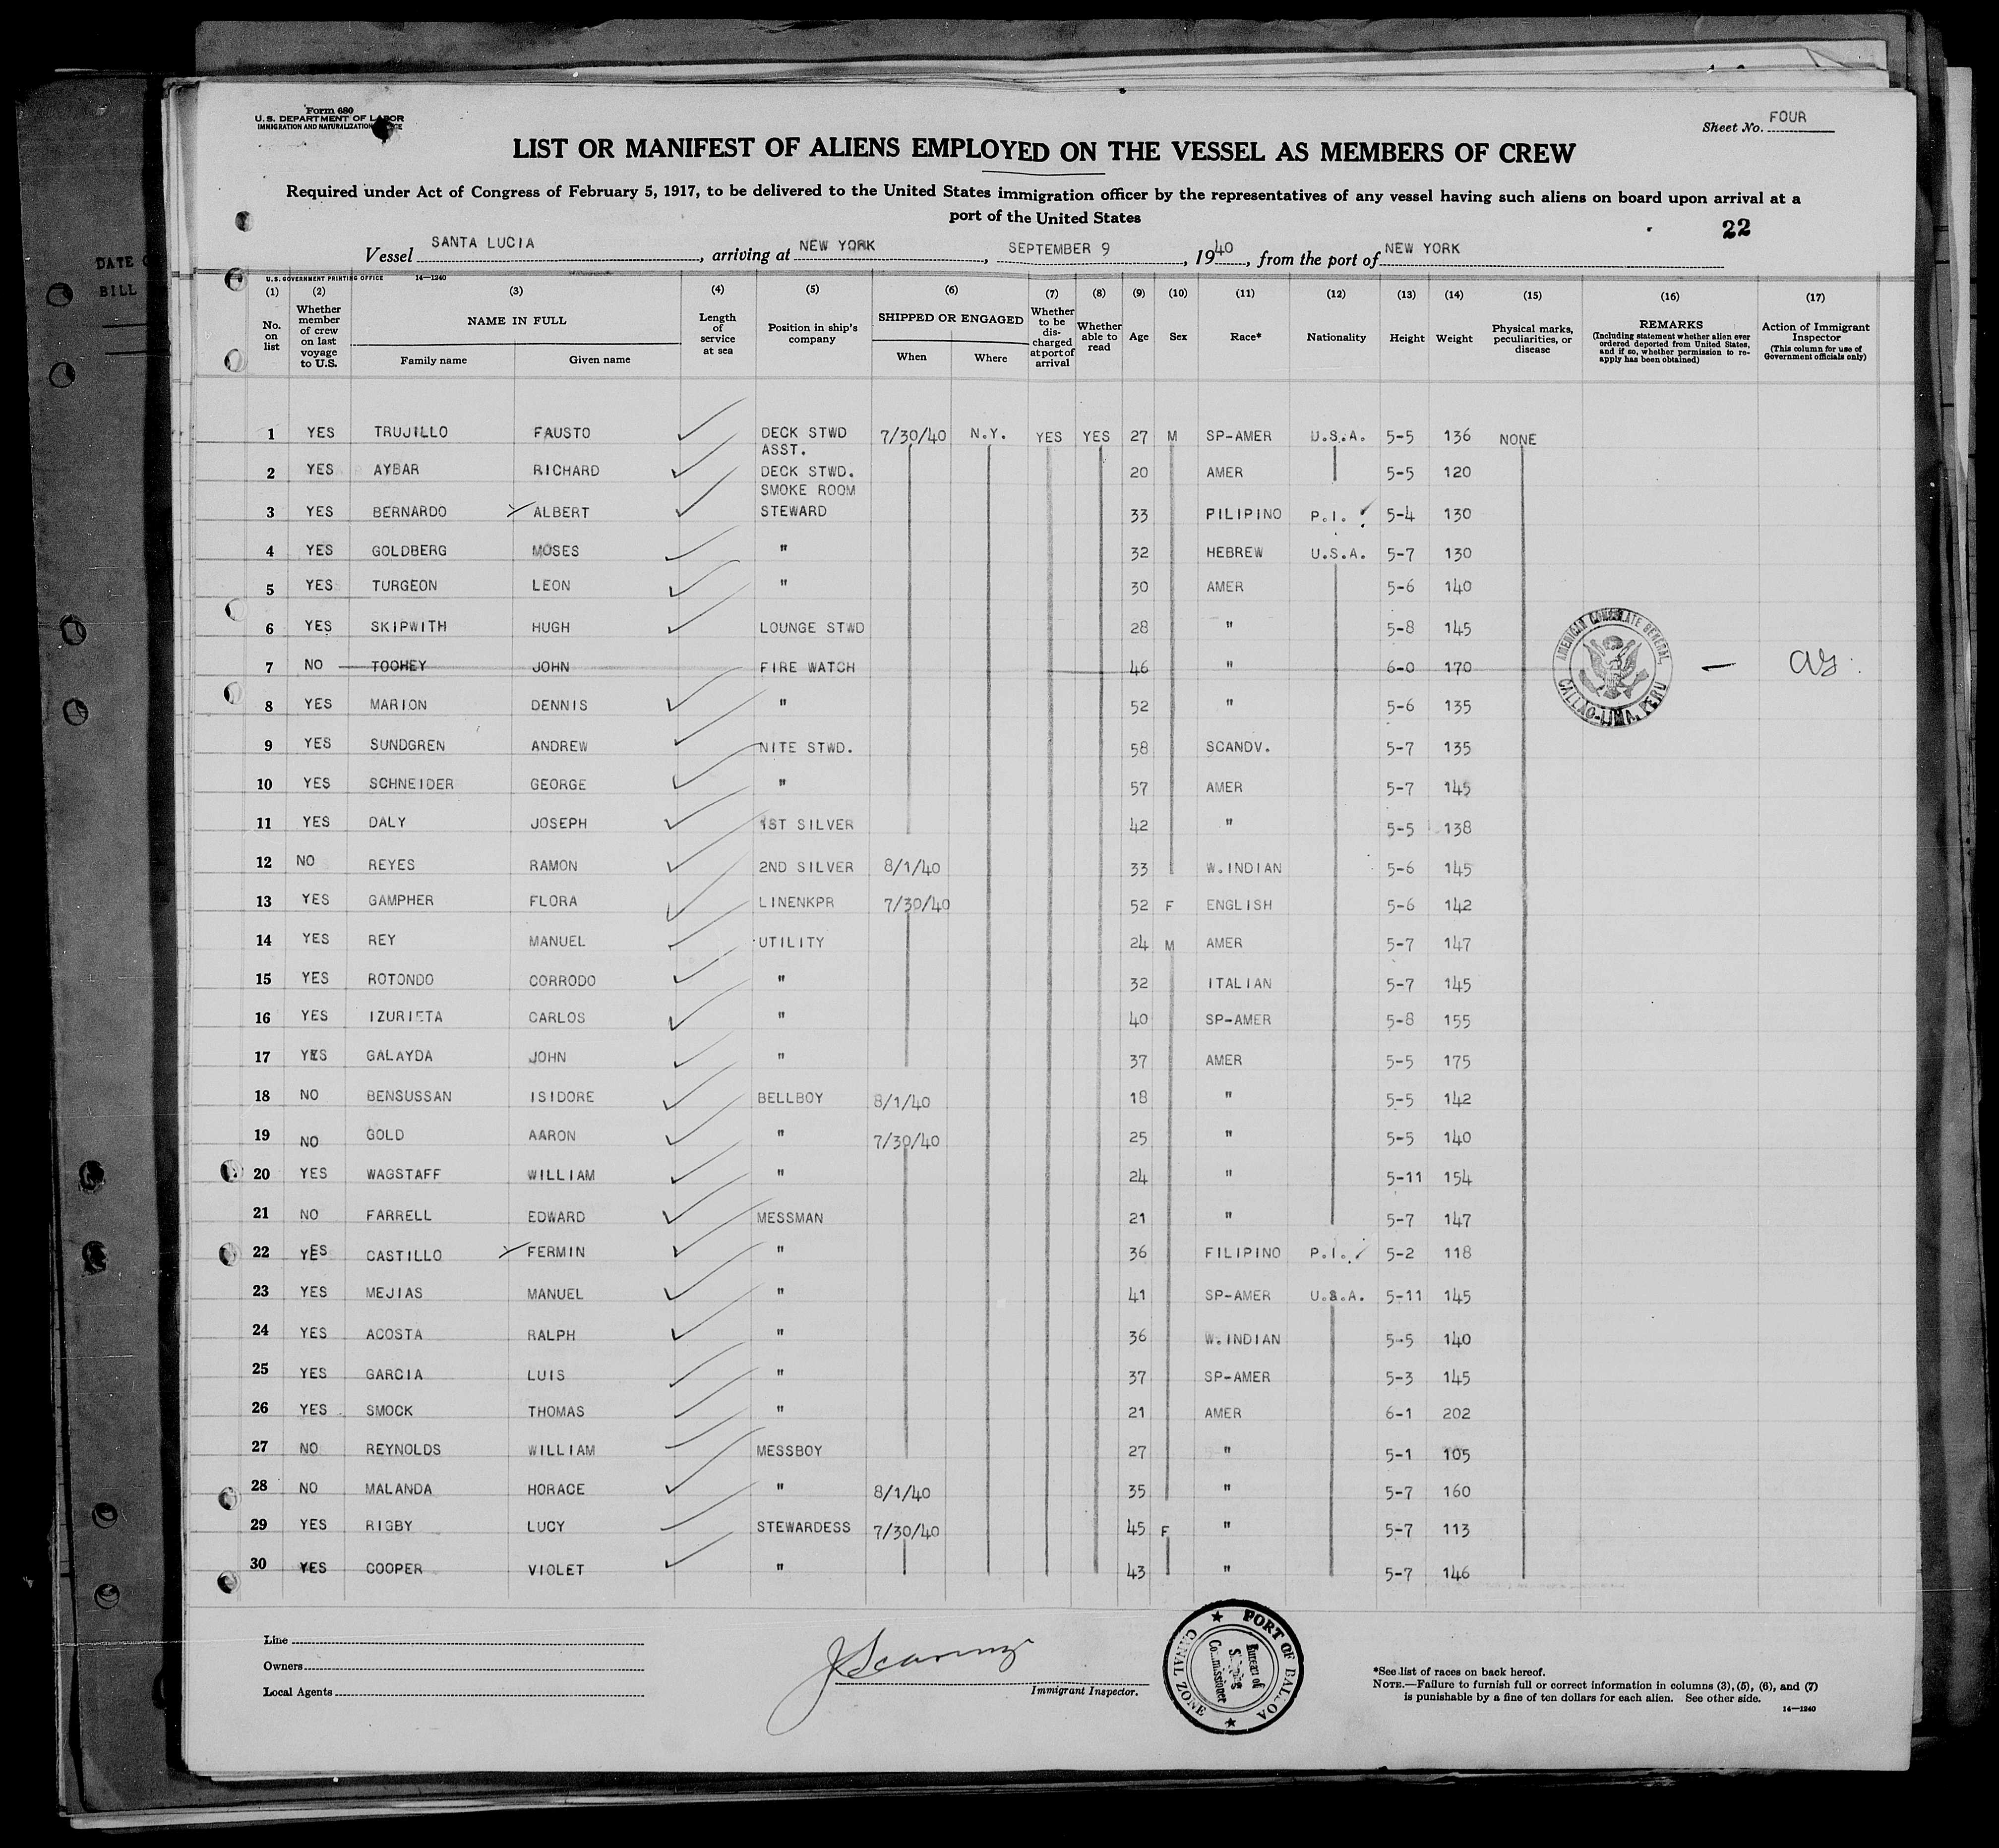 Form 680
U. S. DEPARTMENT OF LABOR
IMMIGRATION AND NATURALIZATION
Sheet No. FOUR
LIST OR MANIFEST OF ALIENS EMPLOYED ON THE VESSEL AS MEMBERS OF CREW
Required under Act of Congress of February 5, 1917, to be delivered to the United States immigration officer by the representatives of any vessel having such aliens on board upon arrival at a
port of the United States
22
Vessel SANTA LUCIA, arriving at NEW YORK, SEPTEMBER 9, 1940, from the port of NEW YORK
U. S. GOVERNMENT PRINTING OFFICE 14—1240
(1) (2) (3) (4) (5) (6) (7) (8) (9) (10) (11) (12) (13) (14) (15) (16) (17)
No. on list
Whether member of crew on last voyage to U.S.
NAME IN FULL
Family name Given name
Length of service at sea
Position in ship's company
SHIPPED OR ENGAGED
When Where
Whether to be discharged at port of arrival
Whether able to read
Age
Sex
Race*
Nationality
Height
Weight
Physical marks, peculiarities, or disease
REMARKS
(Including statement whether alien ever ordered deported from United States, and if so, whether permission to reapply has been obtained)
Action of Immigrant Inspector
(This column for use of Government officials only)
1 YES TRUJILLO FAUSTO DECK STWD 7/30/40 N.Y. YES YES 27 M SP-AMER U.S.A. 5-5 136 NONE
2 YES AYBAR RICHARD ASST. DECK STWD. 20 AMER 5-5 120
3 YES BERNARDO ALBERT SMOKE ROOM STEWARD 33 PILIPINO P.I. 5-4 130
4 YES GOLDBERG MOSES " 32 HEBREW U.S.A. 5-7 130
5 YES TURGEON LEON " 30 AMER 5-6 140
6 YES SKIPWITH HUGH LOUNGE STWD 28 " 5-8 145
7 NO TOOHEY JOHN FIRE WATCH 46 " 6-0 170
8 YES MARION DENNIS " 52 " 5-6 135
9 YES SUNDGREN ANDREW NITE STWD. 58 SCANDV. 5-7 135
10 YES SCHNEIDER GEORGE " 57 AMER 5-7 145
11 YES DALY JOSEPH 1ST SILVER 42 " 5-5 138
12 NO REYES RAMON 2ND SILVER 8/1/40 33 W.INDIAN 5-6 145
13 YES GAMPHER FLORA LINENKPR 7/30/40 52 F ENGLISH 5-6 142
14 YES REY MANUEL UTILITY 24 M AMER 5-7 147
15 YES ROTONDO CORRODO " 32 ITALIAN 5-7 145
16 YES IZURIETA CARLOS " 40 SP-AMER 5-8 155
17 YES GALAYDA JOHN " 37 AMER 5-5 175
18 NO BENSUSSAN ISIDORE BELLBOY 8/1/40 18 " 5-5 142
19 NO GOLD AARON " 7/30/40 25 " 5-5 140
20 YES WAGSTAFF WILLIAM " 24 " 5-11 154
21 NO FARRELL EDWARD MESSMAN 21 " 5-7 147
22 YES CASTILLO FERMIN " 36 FILIPINO P.I. 5-2 118
23 YES MEJIAS MANUEL " 41 SP-AMER U.S.A. 5-11 145
24 YES ACOSTA RALPH " 36 W.INDIAN 5-5 140
25 YES GARCIA LUIS " 37 SP-AMER 5-3 145
26 YES SMOCK THOMAS " 21 AMER 6-1 202
27 NO REYNOLDS WILLIAM MESSBOY 27 " 5-1 105
28 NO MALANDA HORACE " 8/1/40 35 " 5-7 160
29 YES RIGBY LUCY STEWARDESS 7/30/40 45 F " 5-7 113
30 YES COOPER VIOLET " 43 " 5-7 146
AMERICAN CONSULATE GENERAL, CALLAO-LIMA, PERU
Line
Owners
Local Agents
Immigrant Inspector.
PORT OF BALBOA CANAL ZONE
Bureau of Shipping Commissioner
*See list of races on back hereof.
NOTE.—Failure to furnish full or correct information in columns (3), (5), (6), and (7)
is punishable by a fine of ten dollars for each alien. See other side.
14—1240
DATE
BILL